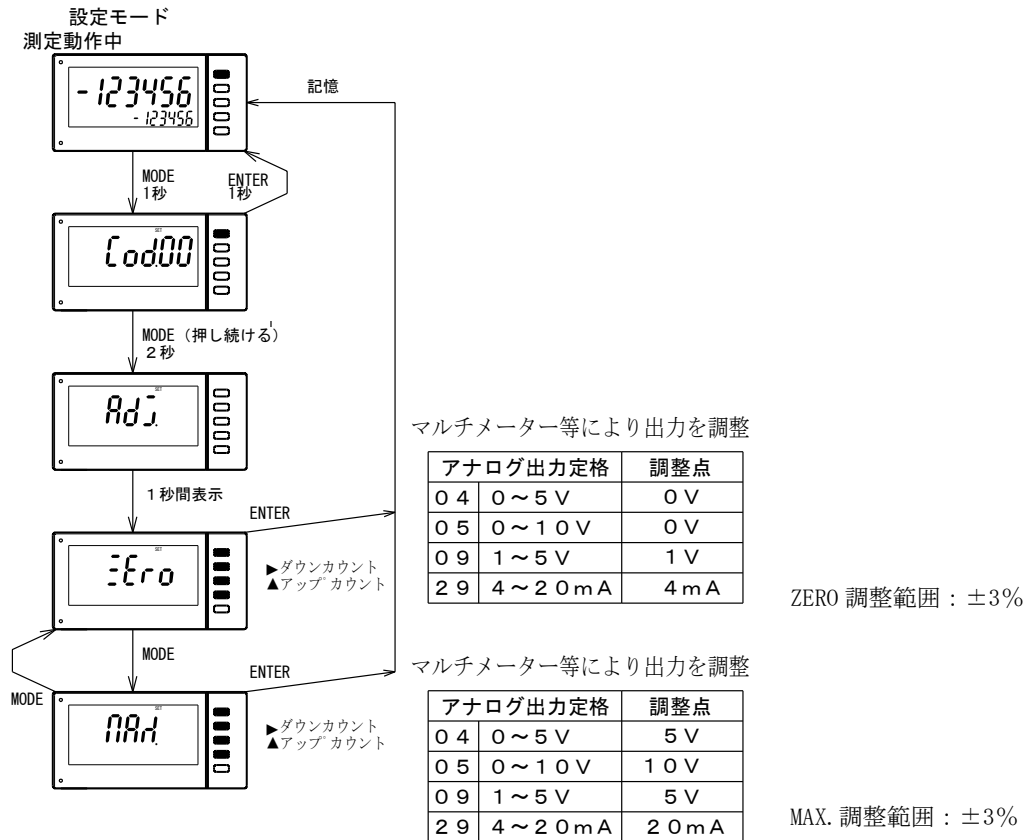 設定モード
測定動作中
-123456
-123456
記憶
MODE
1秒
ENTER
1秒
SET
Cod.00
MODE（押し続ける）
2秒
SET
Adj.
1秒間表示
ENTER
SET
ZEro
▶ダウンカウント
▲アップカウント
マルチメーター等により出力を調整
アナログ出力定格 調整点
04 0～5V 0V
05 0～10V 0V
09 1～5V 1V
29 4～20mA 4mA
ZERO 調整範囲：±3%
MODE
MODE
ENTER
SET
▶ダウンカウント
▲アップカウント
マルチメーター等により出力を調整
アナログ出力定格 調整点
04 0～5V 5V
05 0～10V 10V
09 1～5V 5V
29 4～20mA 20mA
MAX. 調整範囲：±3%